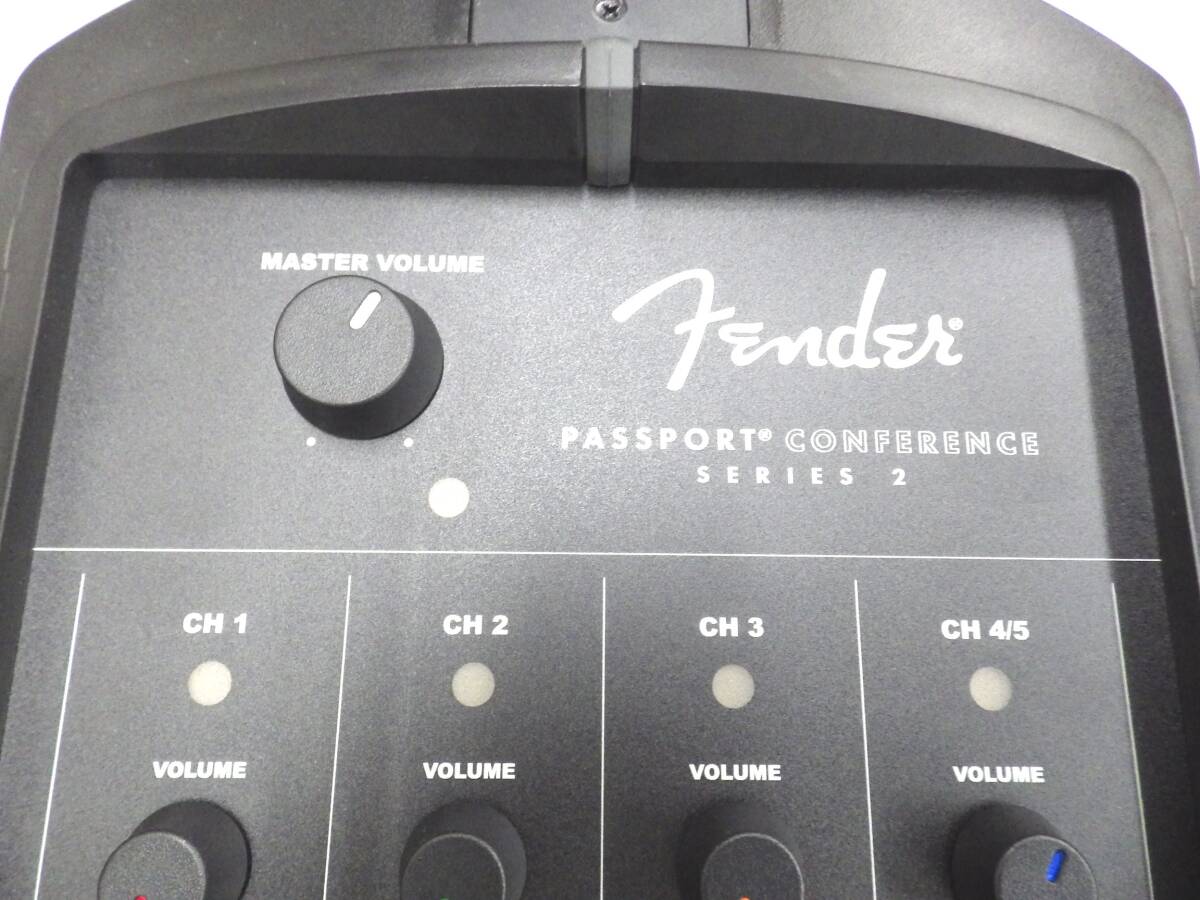 MASTER VOLUME
Fender®
PASSPORT® CONFERENCE
SERIES 2
CH 1 CH 2 CH 3 CH 4/5
VOLUME VOLUME VOLUME VOLUME